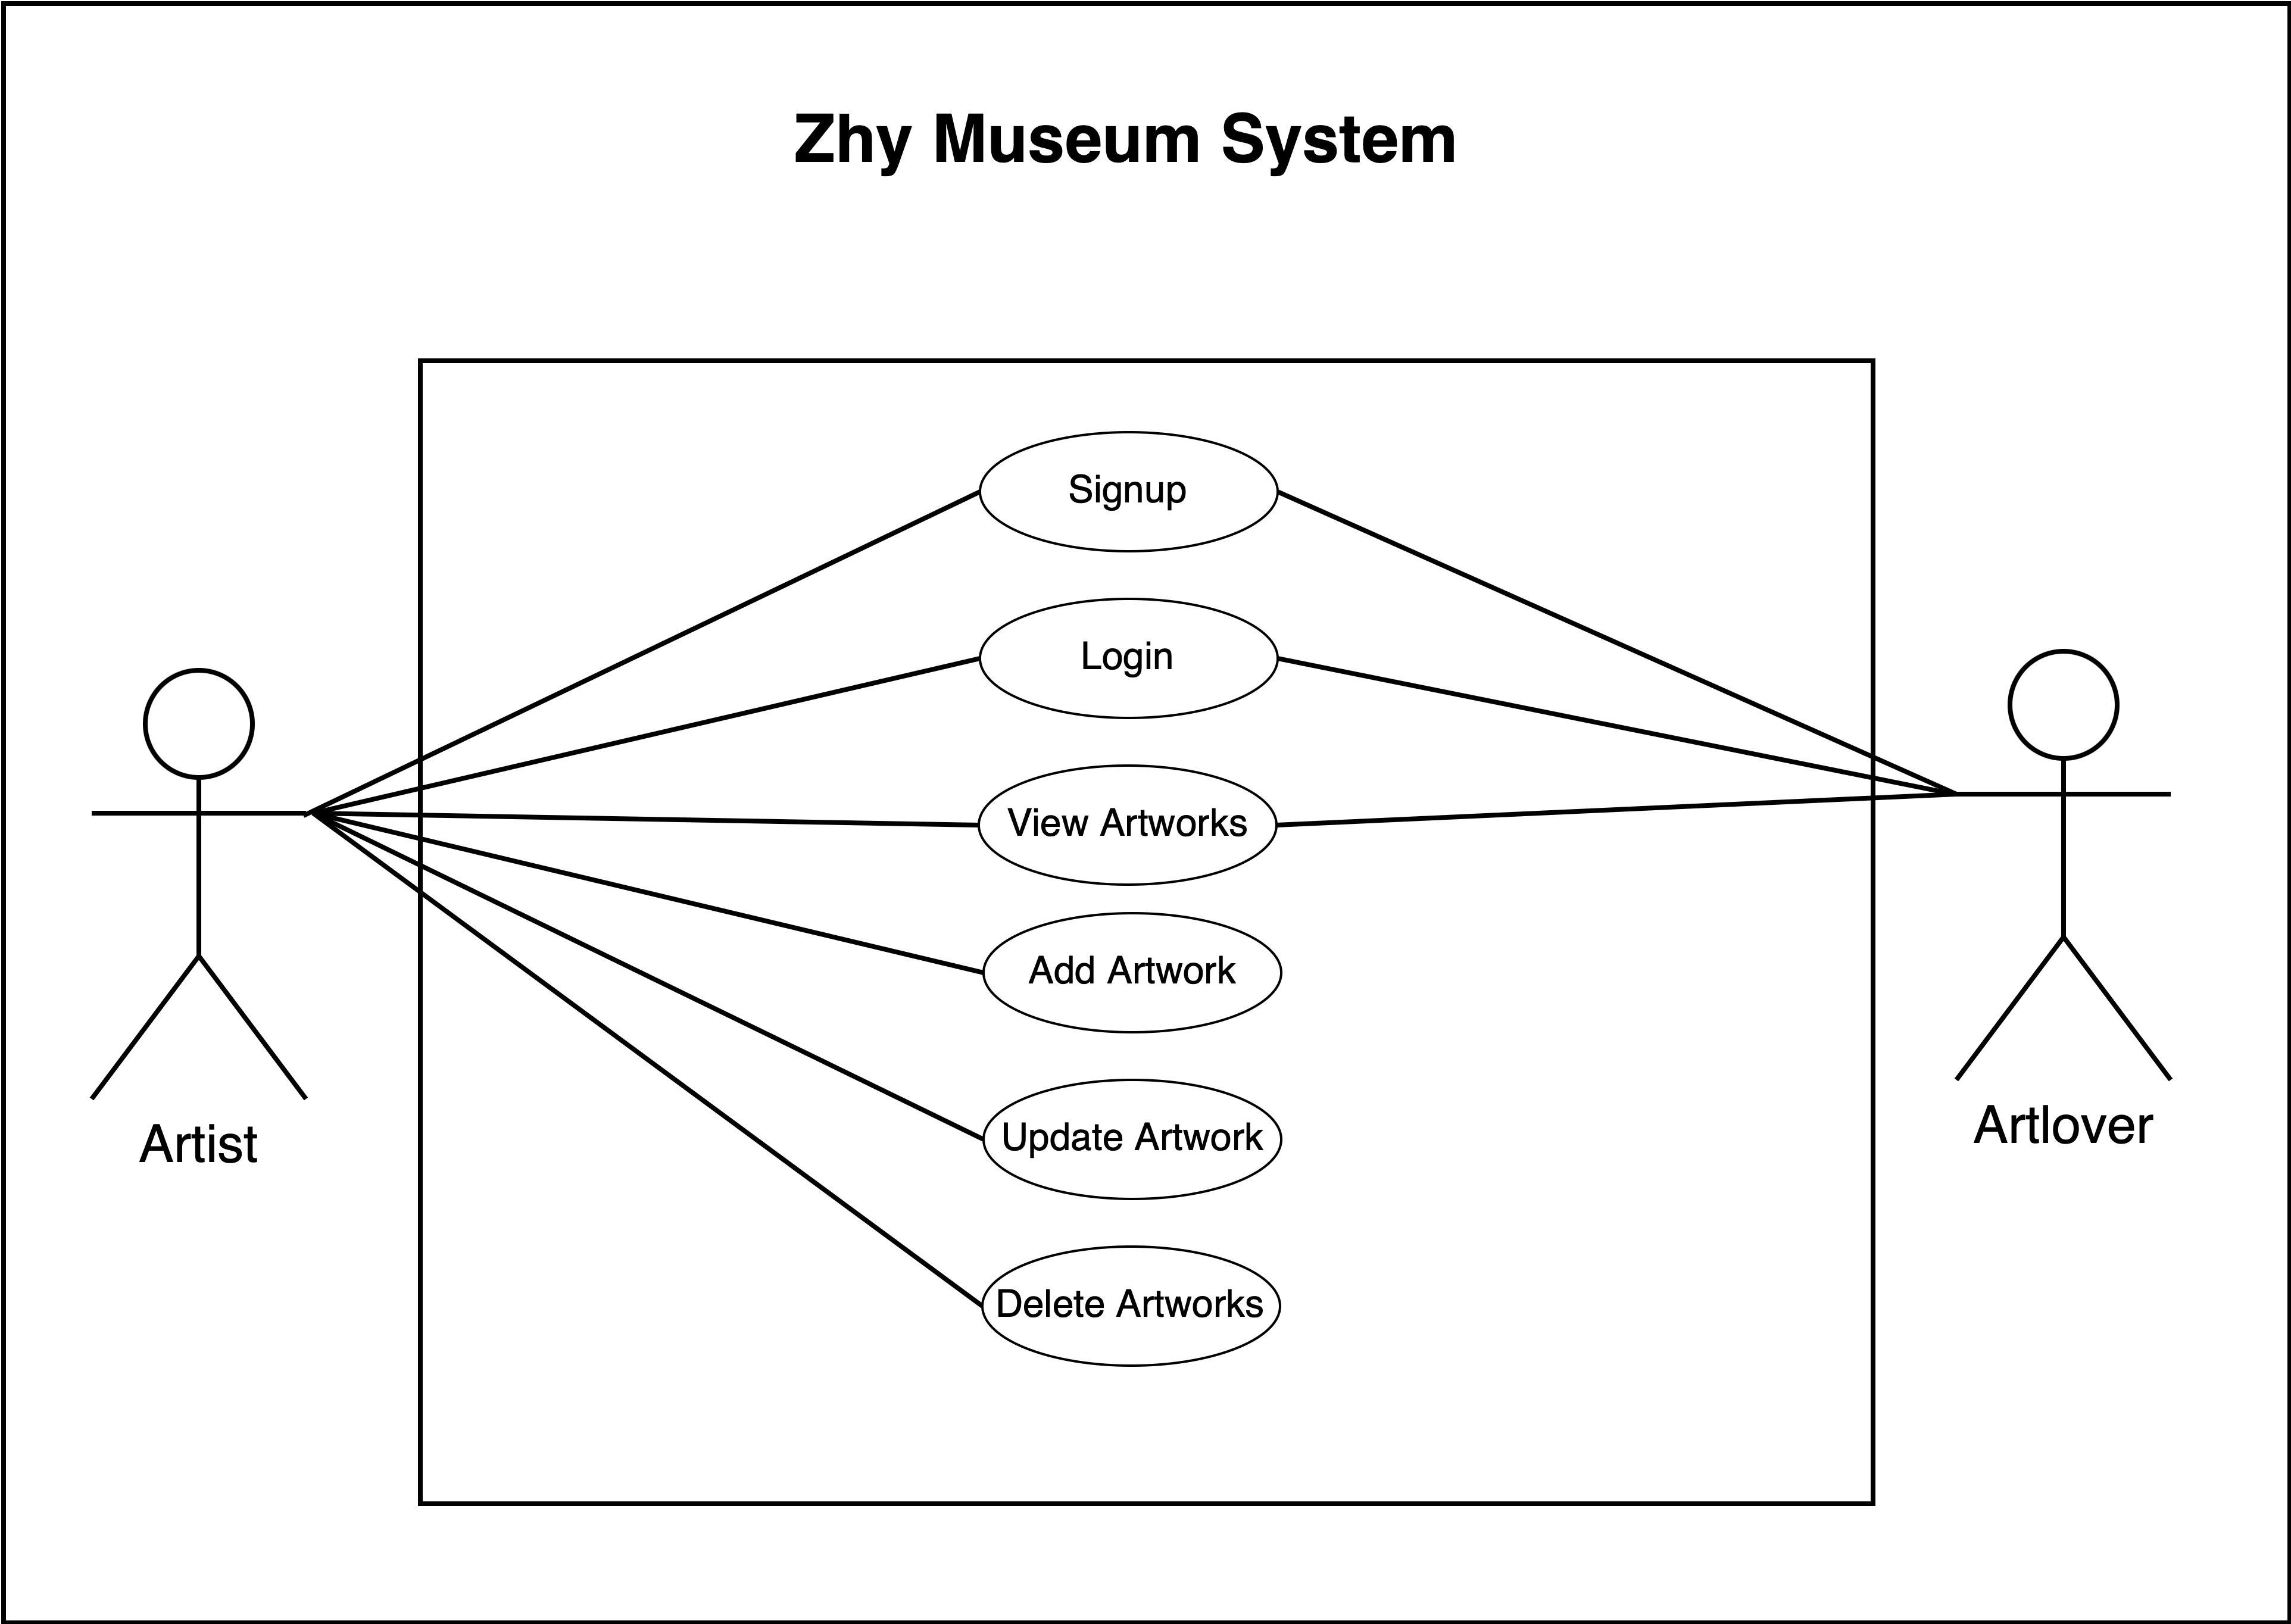 Zhy Museum System
Signup
Login
View Artworks
Add Artwork
Update Artwork
Delete Artworks
Artist
Artlover